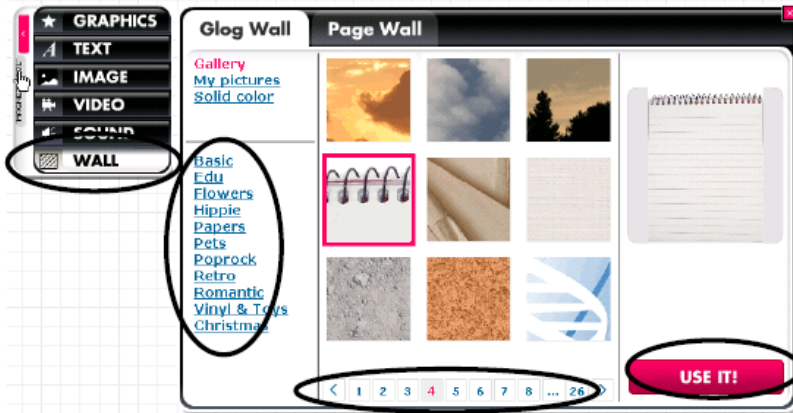 GRAPHICS
A TEXT
IMAGE
VIDEO
SOUND
WALL
Glog Wall
Page Wall
Gallery
My pictures
Solid color
Basic
Edu
Flowers
Hippie
Papers
Pets
Poprock
Retro
Romantic
Vinyl & Toys
Christmas
< 1 2 3 4 5 6 7 8 ... 26 >
USE IT!